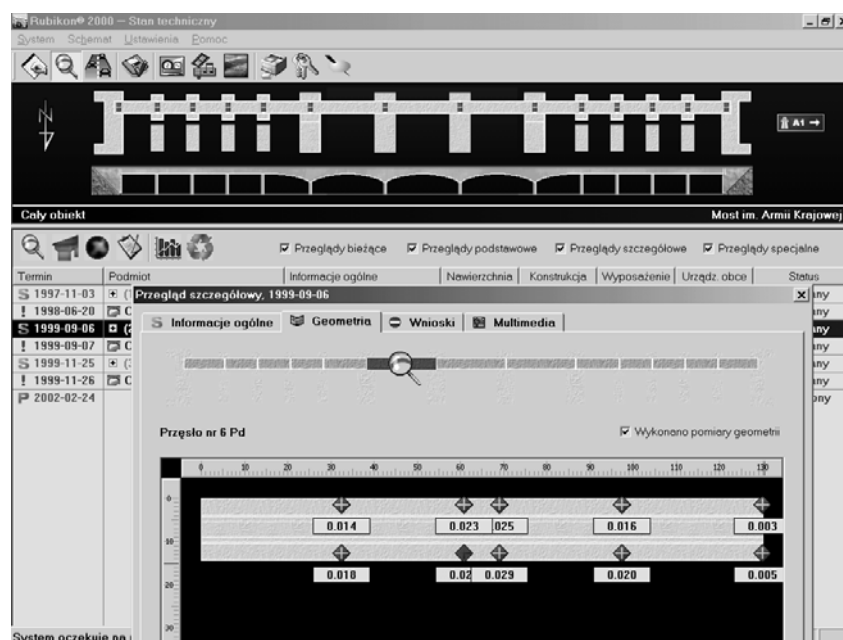 Rubikon® 2000 – Stan techniczny
System Schemat Ustawienia Pomoc
N
A1 →
Cały obiekt Most im. Armii Krajowej
Przeglądy bieżące Przeglądy podstawowe Przeglądy szczegółowe Przeglądy specjalne
Termin Podmiot Informacje ogólne Nawierzchnia Konstrukcja Wyposażenie Urządz. obce Status
S 1997-11-03
! 1998-06-20
S 1999-09-06
! 1999-09-07
S 1999-11-25
! 1999-11-26
P 2002-02-24
Przegląd szczegółowy, 1999-09-06
S Informacje ogólne Geometria Wnioski Multimedia
Przęsło nr 6 Pd Wykonano pomiary geometrii
0 10 20 30 40 50 60 70 80 90 100 110 120 130
0
0.014 0.023 025 0.016 0.003
10
0.018 0.02 0.029 0.020 0.005
20
30
System oczekuje na